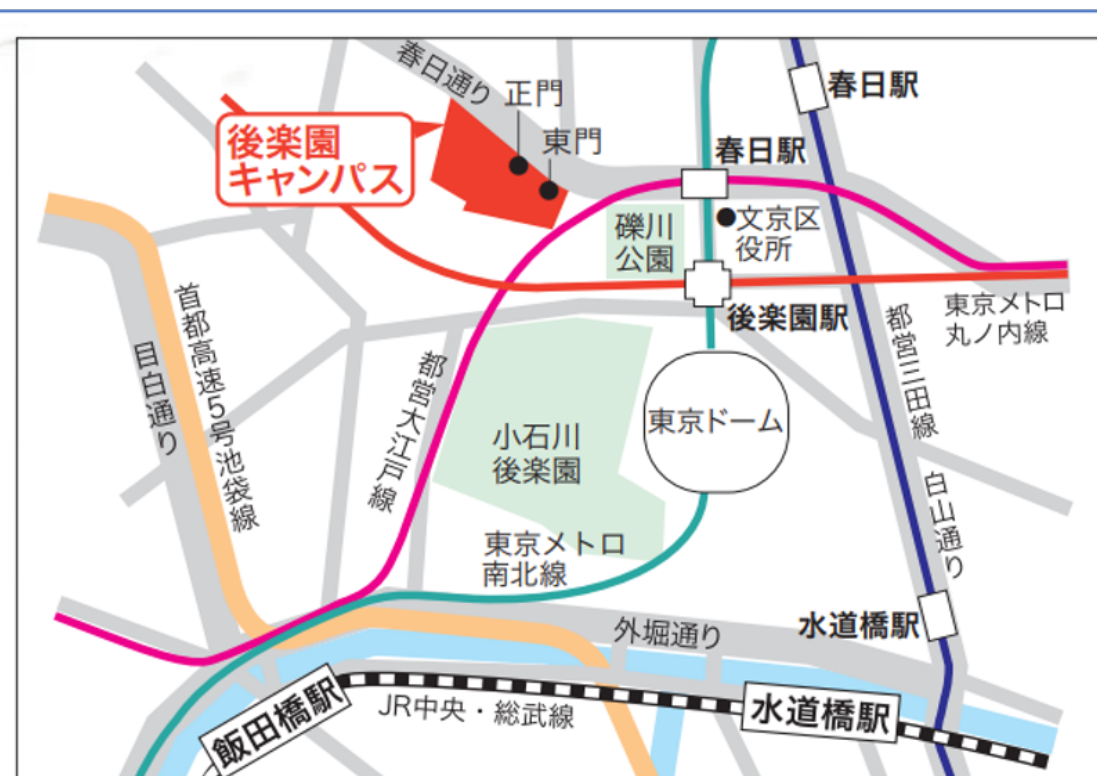 春日通り
正門
春日駅
東門
後楽園
キャンパス
春日駅
文京区
役所
礫川
公園
後楽園駅
東京メトロ
丸ノ内線
首都高速5号池袋線
都営三田線
目白通り
都営大江戸線
東京ドーム
小石川
後楽園
白山通り
東京メトロ
南北線
外堀通り
水道橋駅
飯田橋駅
JR中央・総武線
水道橋駅